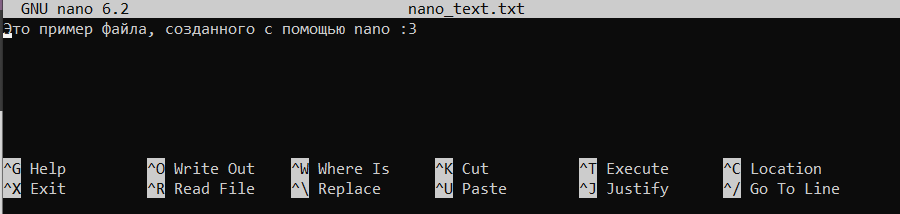 GNU nano 6.2 nano_text.txt
Это пример файла, созданного с помощью nano :3
^G Help ^O Write Out ^W Where Is ^K Cut ^T Execute ^C Location
^X Exit ^R Read File ^\ Replace ^U Paste ^J Justify ^/ Go To Line